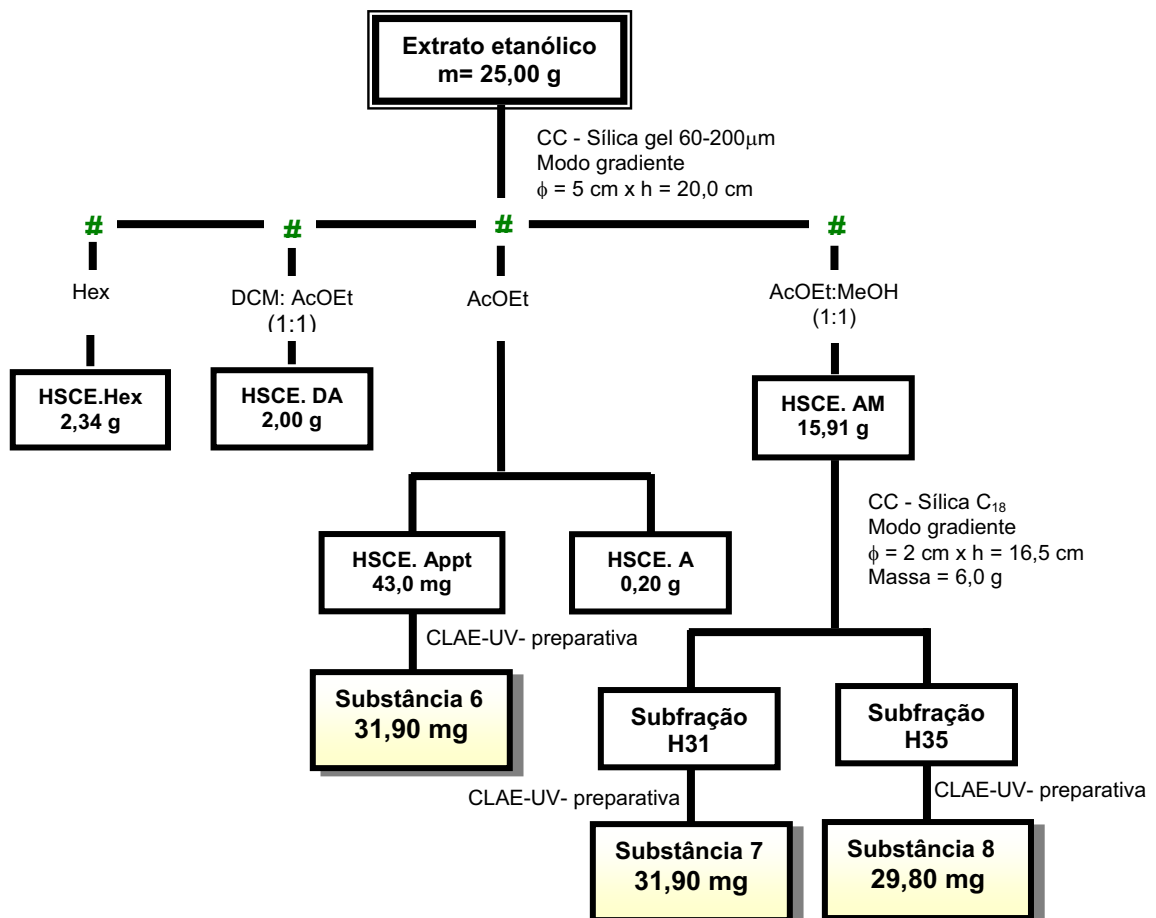 Extrato etanólico
m= 25,00 g
CC - Sílica gel 60-200μm
Modo gradiente
ϕ = 5 cm x h = 20,0 cm
#
#
#
#
Hex
DCM: AcOEt
(1:1)
AcOEt
AcOEt:MeOH
(1:1)
HSCE.Hex
2,34 g
HSCE. DA
2,00 g
HSCE. AM
15,91 g
CC - Sílica C₁₈
Modo gradiente
ϕ = 2 cm x h = 16,5 cm
Massa = 6,0 g
HSCE. Appt
43,0 mg
HSCE. A
0,20 g
CLAE-UV- preparativa
Substância 6
31,90 mg
Subfração
H31
Subfração
H35
CLAE-UV- preparativa
CLAE-UV- preparativa
Substância 7
31,90 mg
Substância 8
29,80 mg